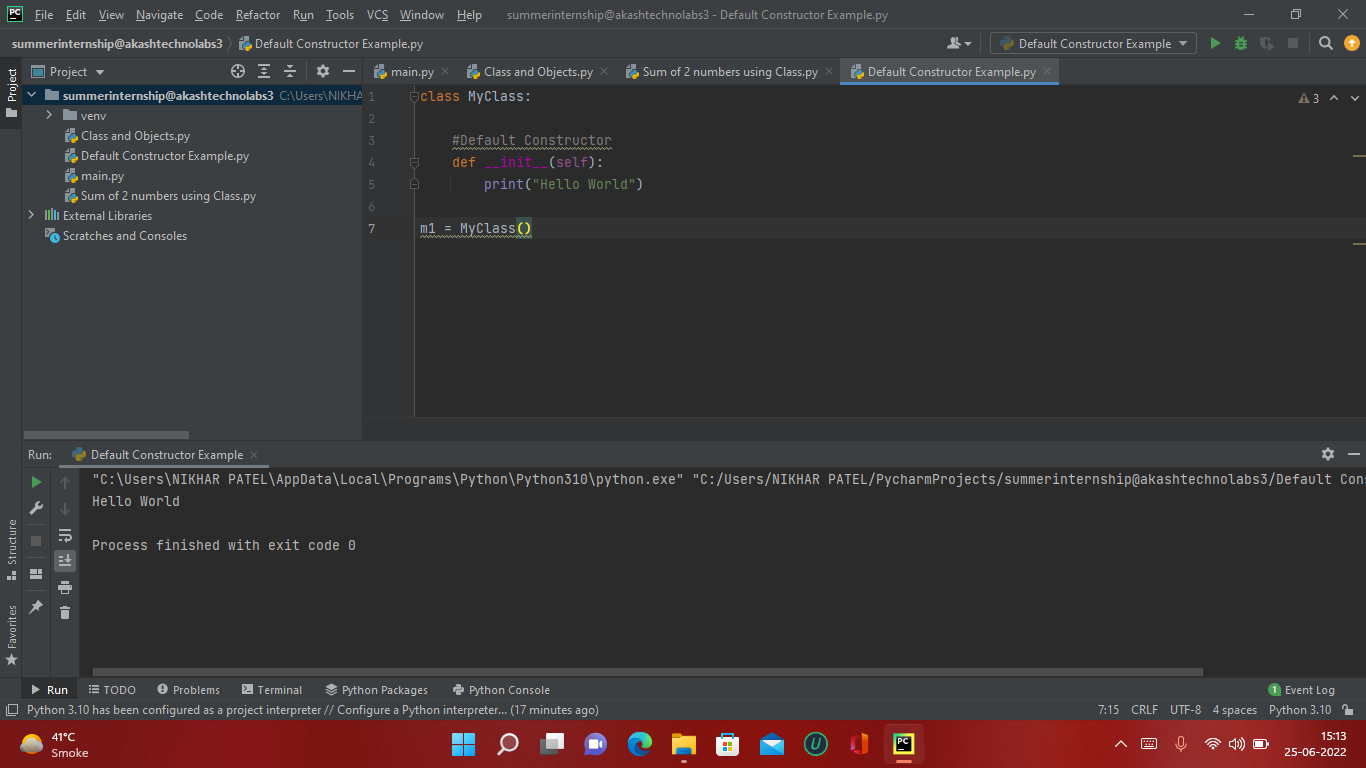 PC File Edit View Navigate Code Refactor Run Tools VCS Window Help summerinternship@akashtechnolabs3 - Default Constructor Example.py
summerinternship@akashtechnolabs3 Default Constructor Example.py Default Constructor Example
Project Project main.py Class and Objects.py Sum of 2 numbers using Class.py Default Constructor Example.py
summerinternship@akashtechnolabs3 C:\Users\NIKHA
venv
Class and Objects.py
Default Constructor Example.py
main.py
Sum of 2 numbers using Class.py
External Libraries
Scratches and Consoles
3
1 class MyClass:
2
3 #Default Constructor
4 def __init__(self):
5 print("Hello World")
6
7 m1 = MyClass()
Run: Default Constructor Example
"C:\Users\NIKHAR PATEL\AppData\Local\Programs\Python\Python310\python.exe" "C:/Users/NIKHAR PATEL/PycharmProjects/summerinternship@akashtechnolabs3/Default Con
Hello World
Process finished with exit code 0
Structure
Favorites
Run TODO Problems Terminal Python Packages Python Console 1 Event Log
Python 3.10 has been configured as a project interpreter // Configure a Python interpreter... (17 minutes ago) 7:15 CRLF UTF-8 4 spaces Python 3.10
41°C
Smoke
U
PC
15:13
25-06-2022